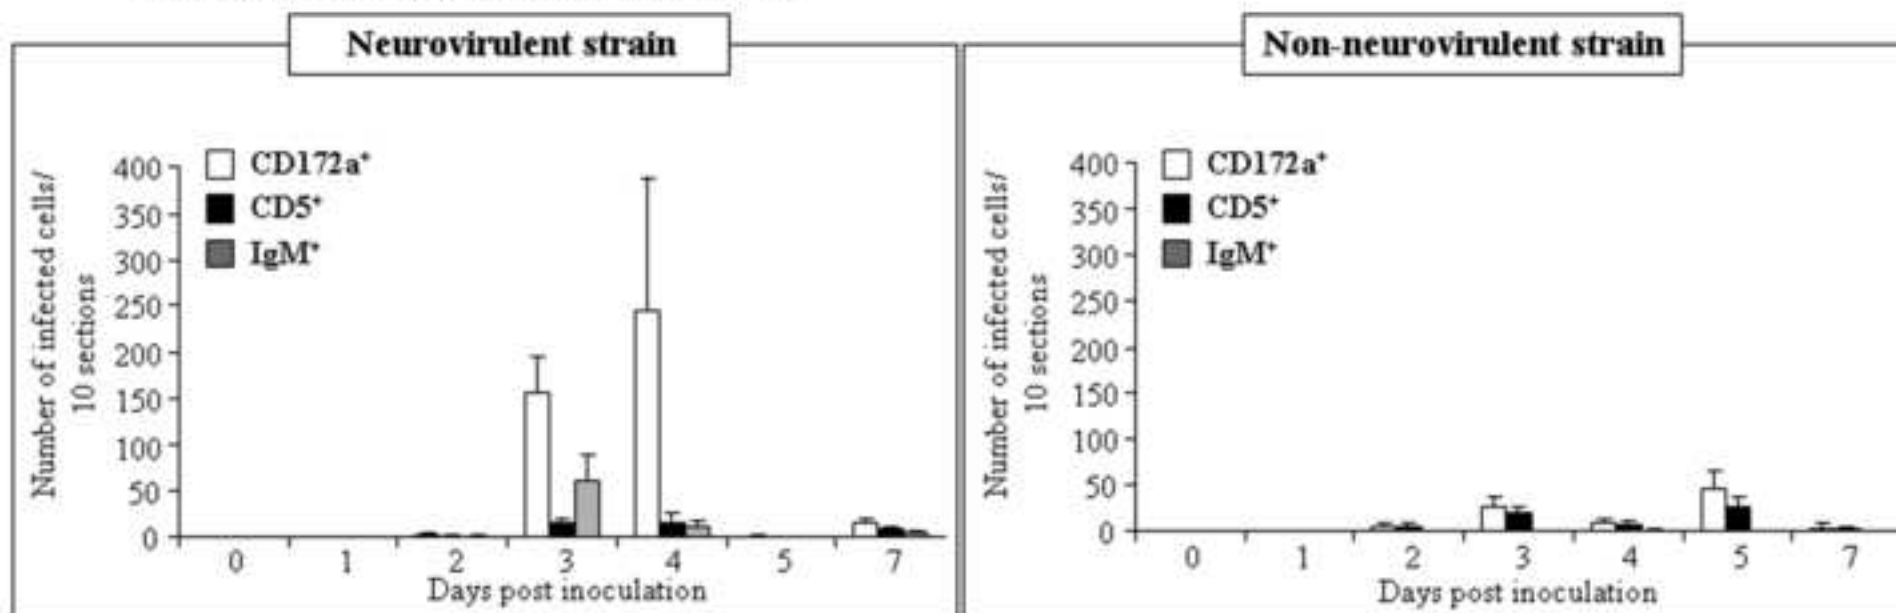 Neurovirulent strain
Number of infected cells/
10 sections
400
350
300
250
200
150
100
50
0
CD172a⁺
CD5⁺
IgM⁺
0 1 2 3 4 5 7
Days post inoculation
Non-neurovirulent strain
Number of infected cells/
10 sections
400
350
300
250
200
150
100
50
0
CD172a⁺
CD5⁺
IgM⁺
0 1 2 3 4 5 7
Days post inoculation